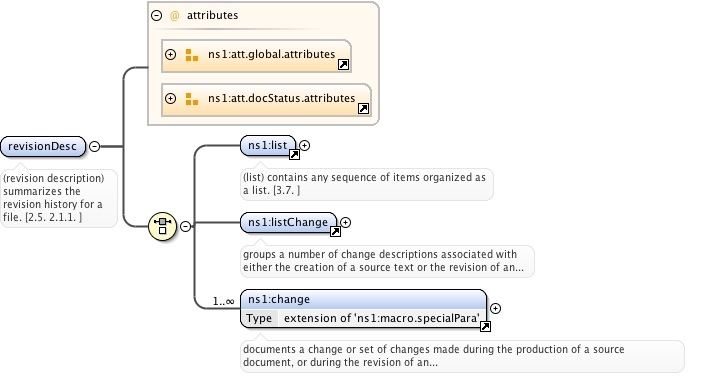 @ attributes
ns1:att.global.attributes
ns1:att.docStatus.attributes
revisionDesc
(revision description)
summarizes the
revision history for a
file. [2.5. 2.1.1. ]
ns1:list
(list) contains any sequence of items organized as
a list. [3.7. ]
ns1:listChange
groups a number of change descriptions associated with
either the creation of a source text or the revision of an...
1..∞
ns1:change
Type extension of 'ns1:macro.specialPara'
documents a change or set of changes made during the production of a source
document, or during the revision of an...